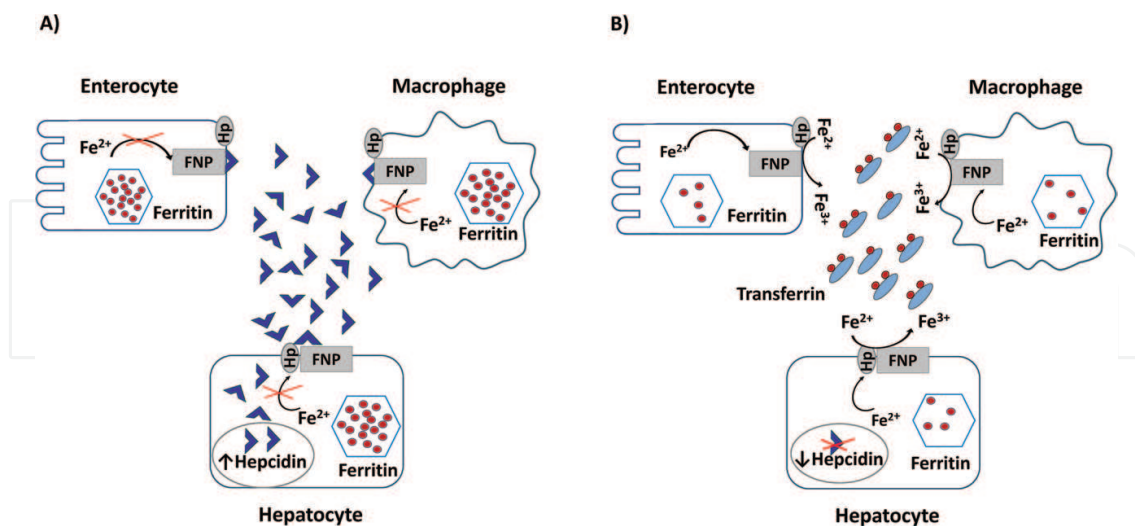 A)
Enterocyte
Macrophage
Hp
Fe²⁺
FNP
Ferritin
Hp
FNP
Fe²⁺
Ferritin
Hp
FNP
Fe²⁺
↑Hepcidin
Ferritin
Hepatocyte
B)
Enterocyte
Macrophage
Hp
Fe²⁺
Fe²⁺
FNP
Fe³⁺
Ferritin
Fe²⁺
Hp
FNP
Fe³⁺
Fe²⁺
Ferritin
Transferrin
Fe²⁺
Fe³⁺
Hp
FNP
Fe²⁺
↓Hepcidin
Ferritin
Hepatocyte